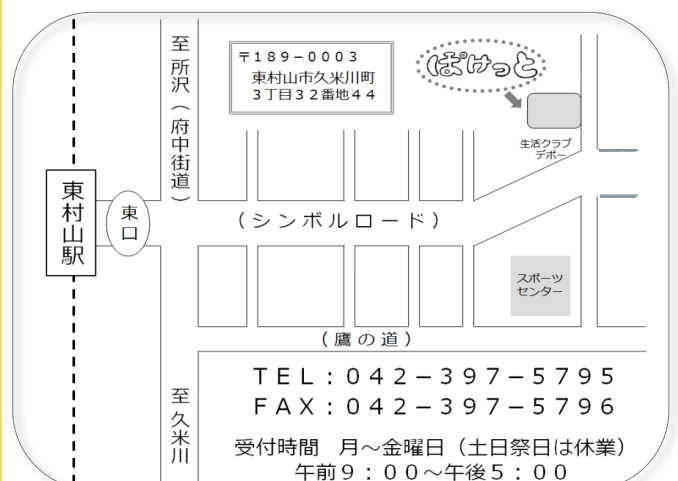 至 所沢（府中街道）
〒１８９－０００３
東村山市久米川町
３丁目３２番地４４
ぽけっと
生活クラブ
デポー
東村山駅
東口
（シンボルロード）
スポーツ
センター
（鷹の道）
至 久米川
ＴＥＬ：０４２－３９７－５７９５
ＦＡＸ：０４２－３９７－５７９６
受付時間　月～金曜日（土日祭日は休業）
午前９：００～午後５：００